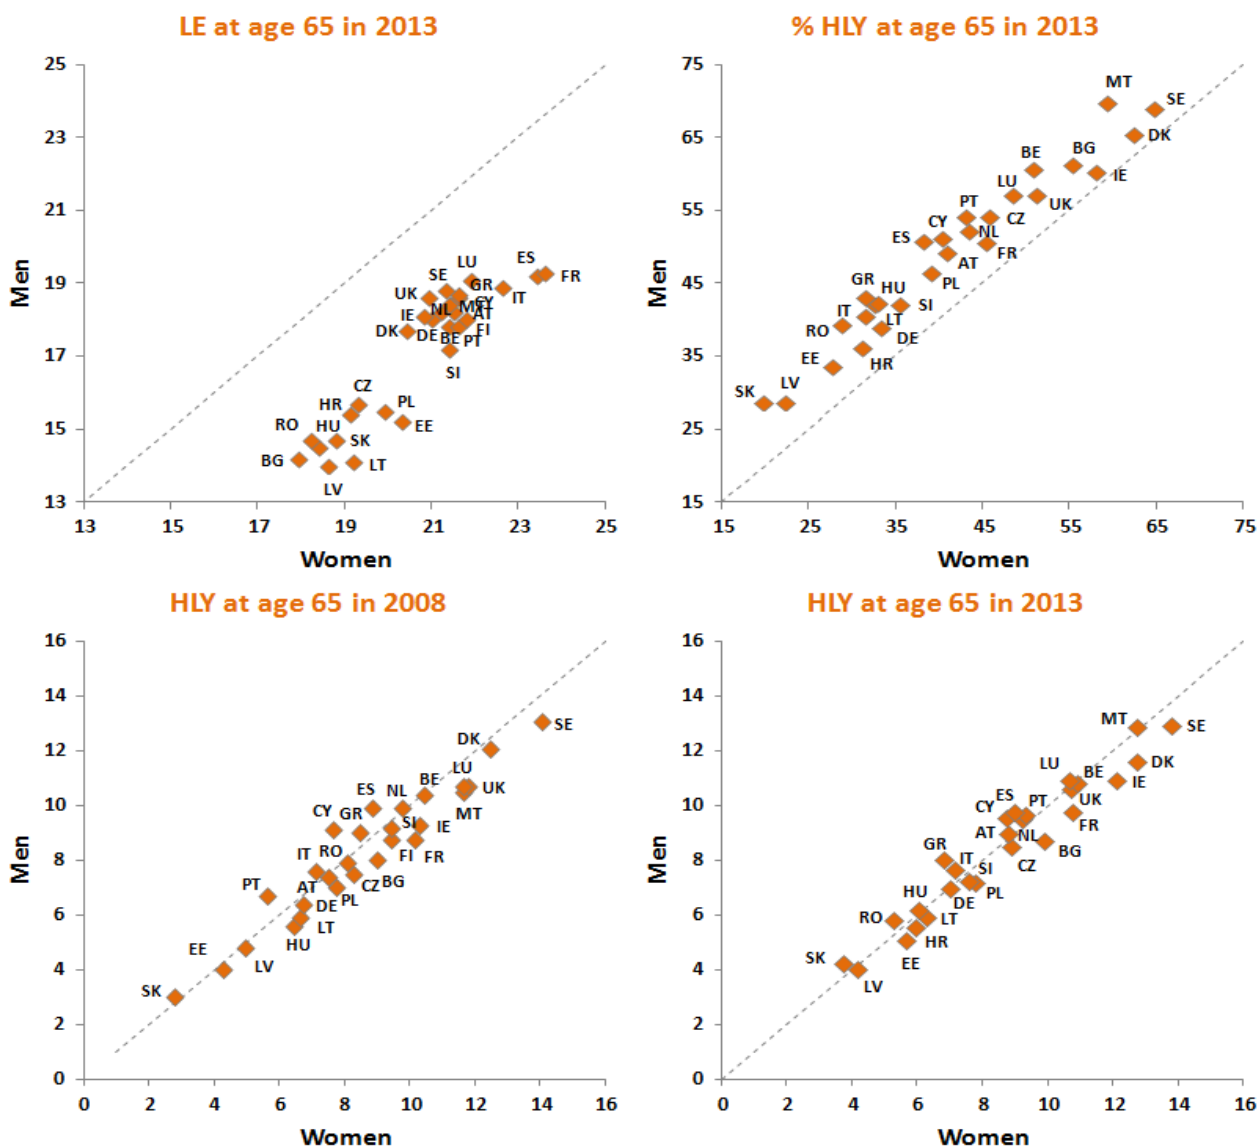 LE at age 65 in 2013
25
23
21
19
17
15
13
Men
ES
FR
LU
SE
GR
IT
UK
CY
NL
MT
IE
AT
DK
DE
BE
FI
PT
SI
CZ
HR
PL
RO
HU
EE
SK
BG
LT
LV
13 15 17 19 21 23 25
Women
% HLY at age 65 in 2013
75
65
55
45
35
25
15
Men
MT
SE
DK
BE
BG
IE
LU
UK
PT
CZ
CY
ES
NL
FR
AT
PL
GR
HU
SI
IT
LT
RO
DE
EE
HR
SK
LV
15 25 35 45 55 65 75
Women
HLY at age 65 in 2008
16
14
12
10
8
6
4
2
0
Men
SE
DK
LU
BE
UK
ES
NL
MT
CY
GR
SI
IE
IT
RO
FI
FR
PT
AT
CZ
BG
PL
DE
LT
HU
EE
LV
SK
0 2 4 6 8 10 12 14 16
Women
HLY at age 65 in 2013
16
14
12
10
8
6
4
2
0
Men
MT
SE
DK
LU
BE
IE
ES
PT
UK
CY
FR
AT
NL
BG
GR
IT
SI
CZ
PL
HU
DE
RO
LT
HR
EE
SK
LV
0 2 4 6 8 10 12 14 16
Women